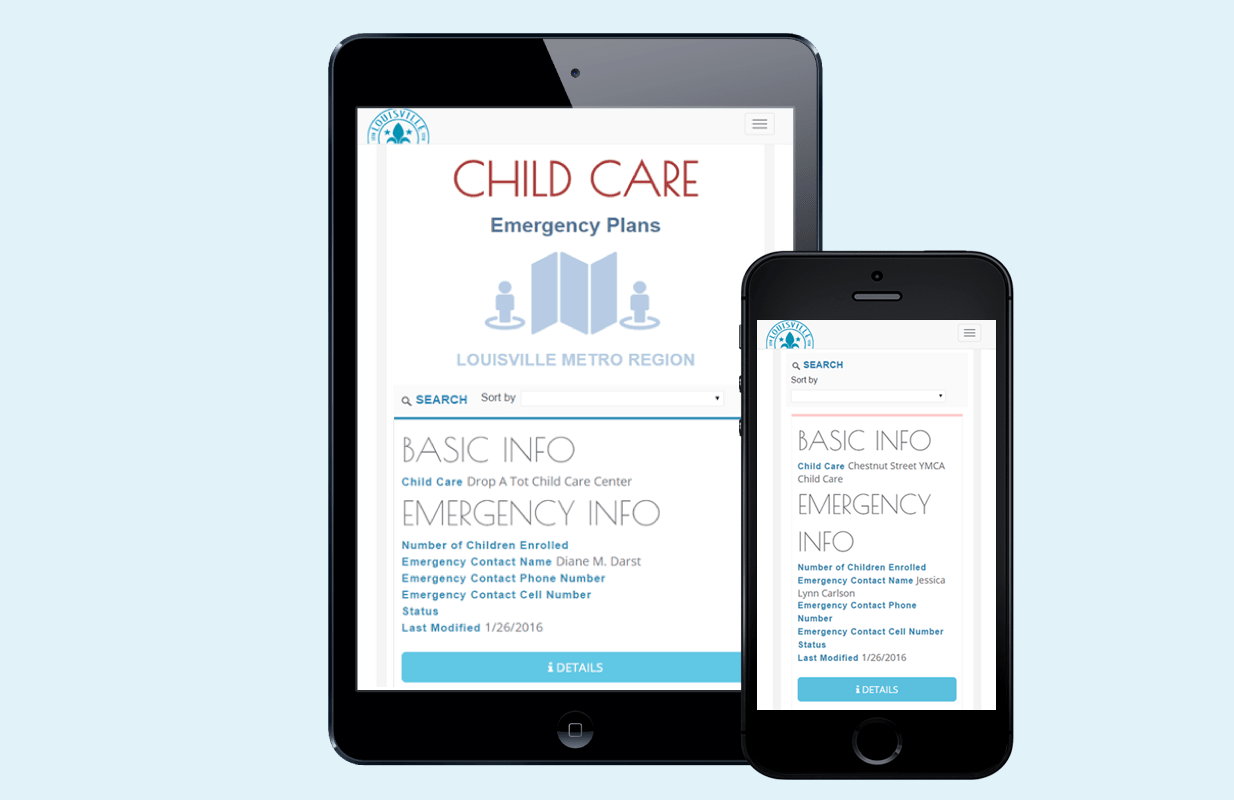 LOUISVILLE
CHILD CARE
Emergency Plans
LOUISVILLE METRO REGION
SEARCH Sort by
BASIC INFO
Child Care Drop A Tot Child Care Center
EMERGENCY INFO
Number of Children Enrolled
Emergency Contact Name Diane M. Darst
Emergency Contact Phone Number
Emergency Contact Cell Number
Status
Last Modified 1/26/2016
DETAILS
LOUISVILLE
SEARCH
Sort by
BASIC INFO
Child Care Chestnut Street YMCA
Child Care
EMERGENCY
INFO
Number of Children Enrolled
Emergency Contact Name Jessica
Lynn Carlson
Emergency Contact Phone
Number
Emergency Contact Cell Number
Status
Last Modified 1/26/2016
DETAILS